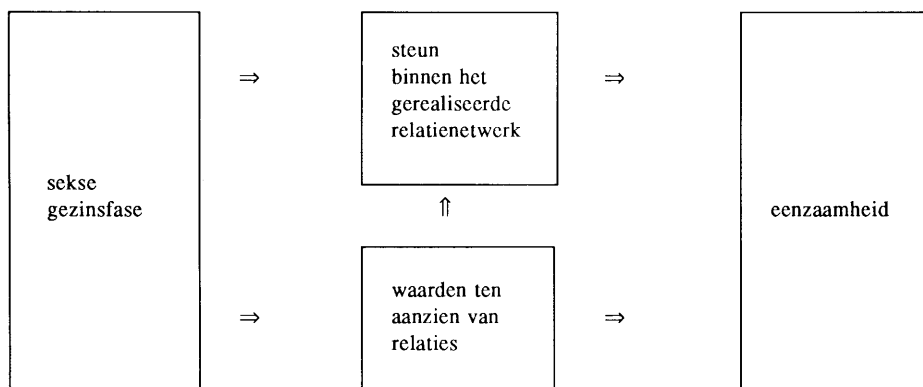 sekse
gezinsfase
⇒
⇒
steun
binnen het
gerealiseerde
relatienetwerk
⇑
waarden ten
aanzien van
relaties
⇒
⇒
eenzaamheid